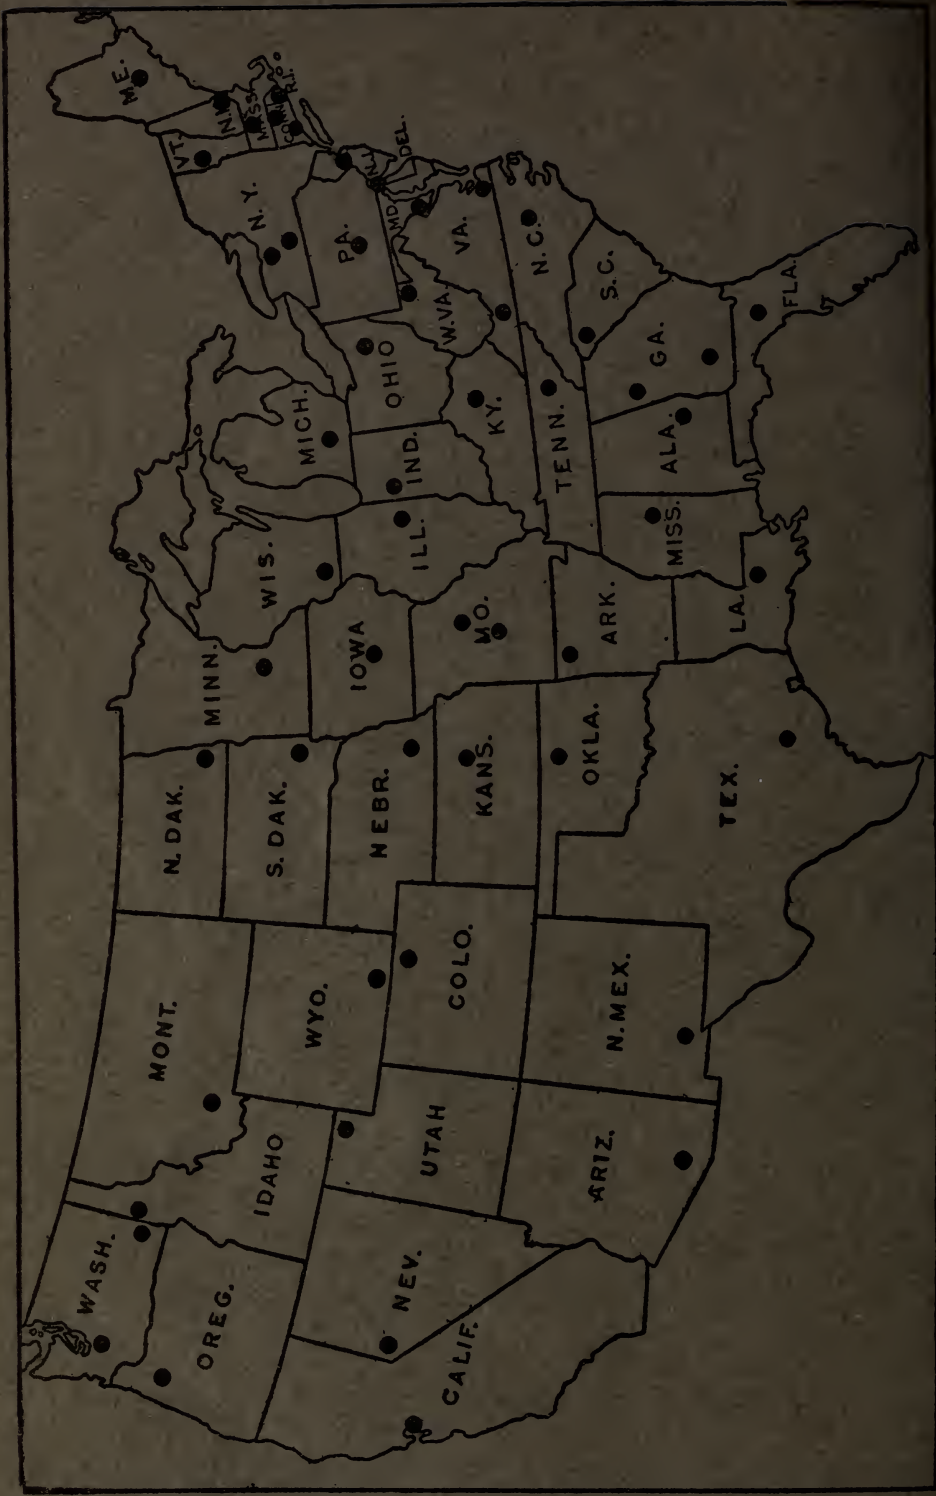 WASH.
OREG.
CALIF.
NEV.
IDAHO
MONT.
WYO.
UTAH
ARIZ.
COLO.
N. MEX.
N. DAK.
S. DAK.
NEBR.
KANS.
OKLA.
TEX.
MINN.
IOWA
MO.
ARK.
LA.
WIS.
ILL.
MISS.
MICH.
IND.
OHIO
KY.
TENN.
ALA.
GA.
FLA.
S.C.
N.C.
VA.
W.VA.
MD.
DEL.
N.J.
PA.
N.Y.
VT.
N.H.
MASS.
CONN.
R.I.
ME.